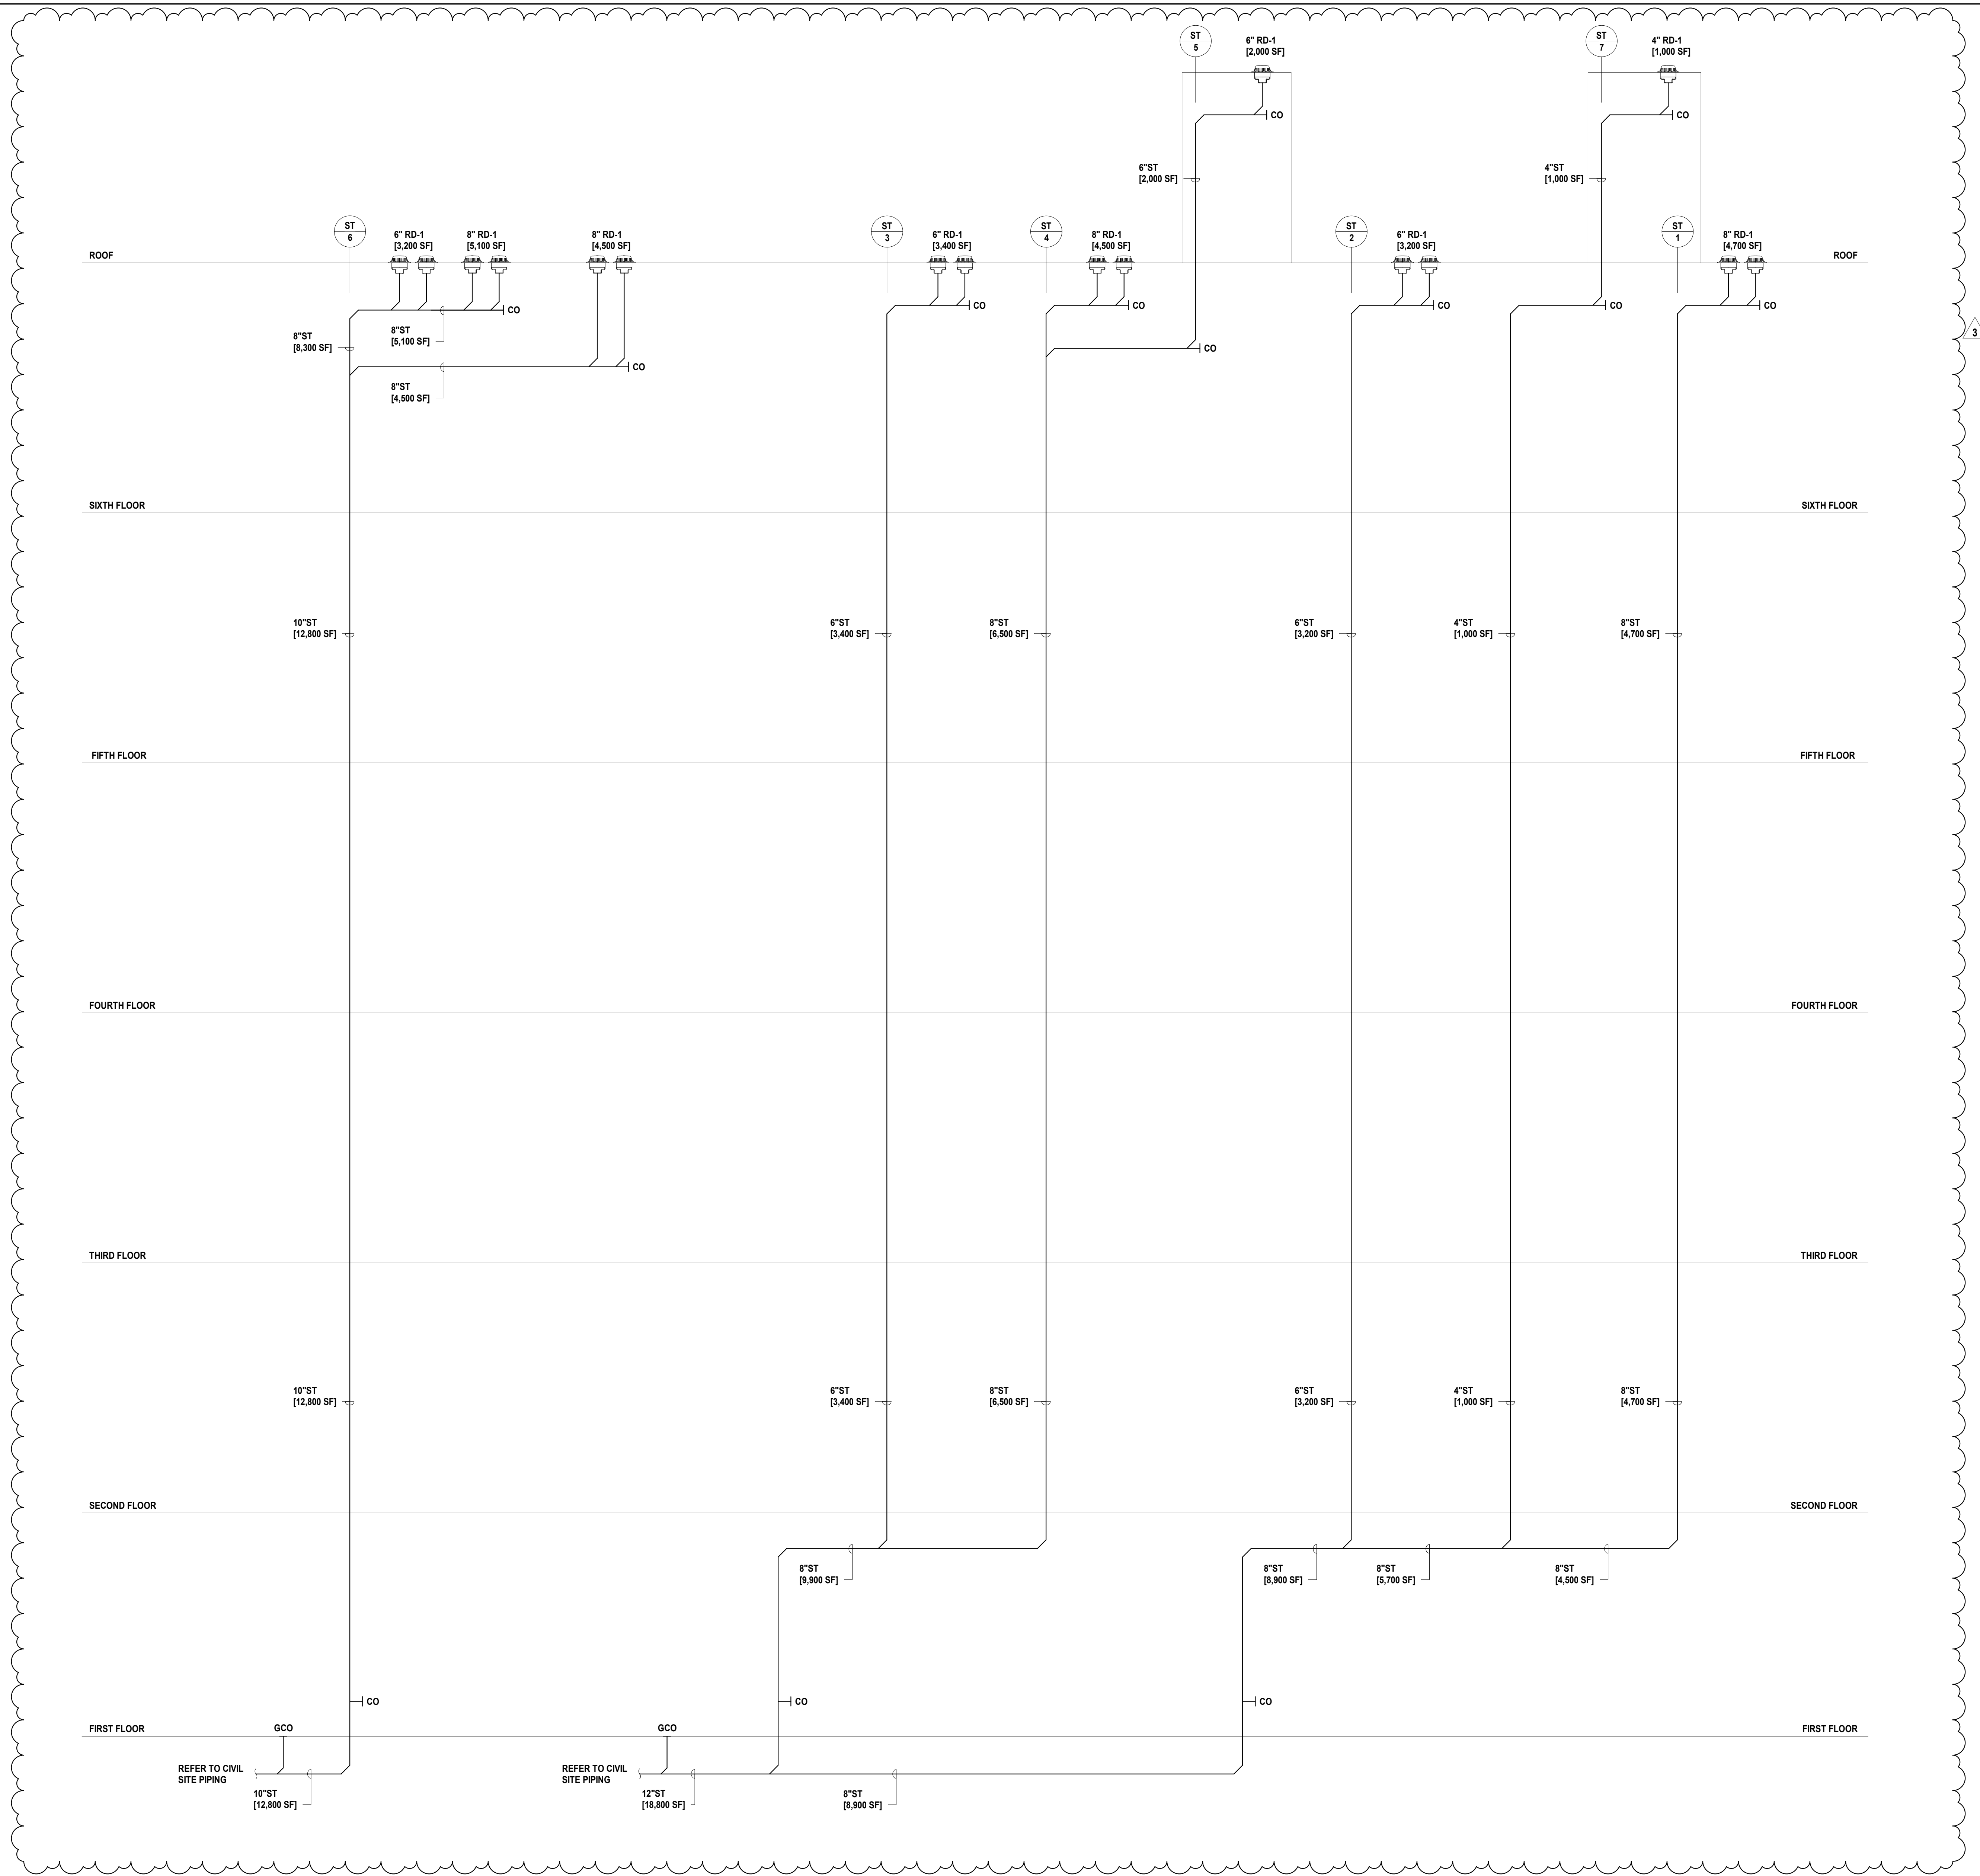 ST
5
6" RD-1
[2,000 SF]
ST
7
4" RD-1
[1,000 SF]
CO
CO
6"ST
[2,000 SF]
4"ST
[1,000 SF]
ST
6
6" RD-1
[3,200 SF]
8" RD-1
[5,100 SF]
8" RD-1
[4,500 SF]
ST
3
6" RD-1
[3,400 SF]
ST
4
8" RD-1
[4,500 SF]
ST
2
6" RD-1
[3,200 SF]
ST
1
8" RD-1
[4,700 SF]
ROOF
ROOF
CO
CO
CO
CO
CO
CO
3
8"ST
[8,300 SF]
8"ST
[5,100 SF]
CO
CO
8"ST
[4,500 SF]
SIXTH FLOOR
SIXTH FLOOR
10"ST
[12,800 SF]
6"ST
[3,400 SF]
8"ST
[6,500 SF]
6"ST
[3,200 SF]
4"ST
[1,000 SF]
8"ST
[4,700 SF]
FIFTH FLOOR
FIFTH FLOOR
FOURTH FLOOR
FOURTH FLOOR
THIRD FLOOR
THIRD FLOOR
10"ST
[12,800 SF]
6"ST
[3,400 SF]
8"ST
[6,500 SF]
6"ST
[3,200 SF]
4"ST
[1,000 SF]
8"ST
[4,700 SF]
SECOND FLOOR
SECOND FLOOR
8"ST
[9,900 SF]
8"ST
[8,900 SF]
8"ST
[5,700 SF]
8"ST
[4,500 SF]
CO
CO
CO
FIRST FLOOR
GCO
GCO
FIRST FLOOR
REFER TO CIVIL
SITE PIPING
REFER TO CIVIL
SITE PIPING
10"ST
[12,800 SF]
12"ST
[18,800 SF]
8"ST
[8,900 SF]